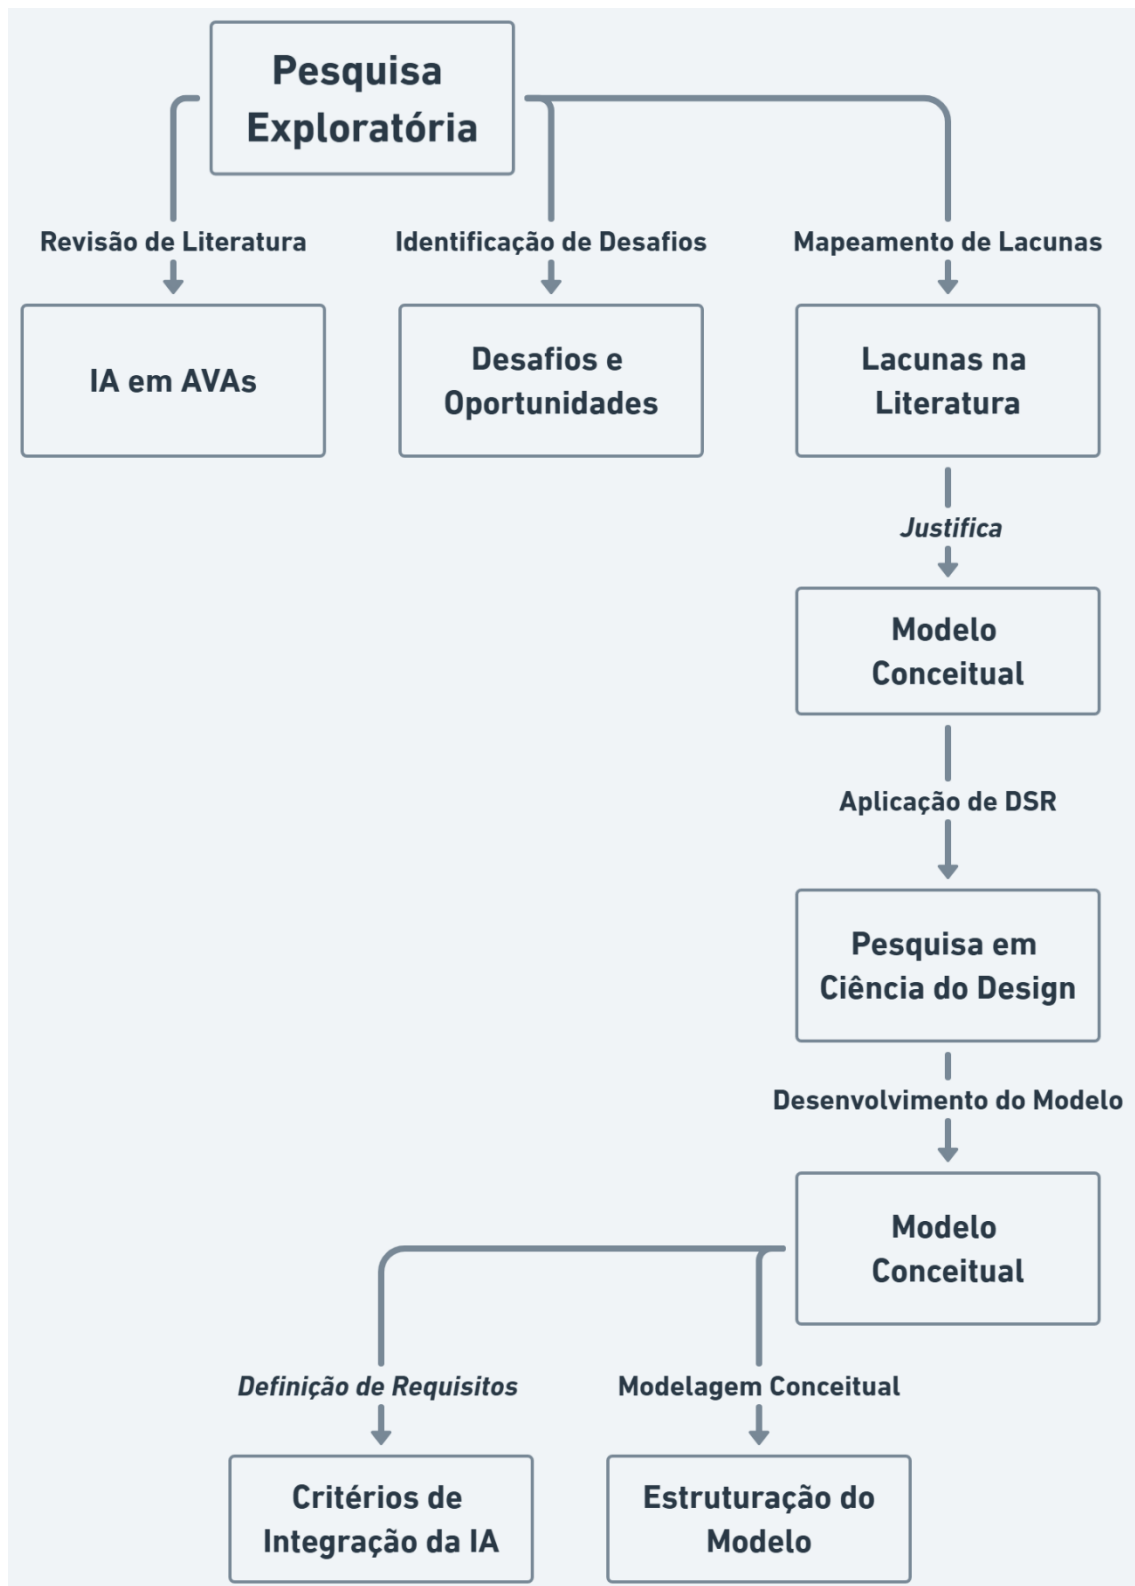 Pesquisa
Exploratória
Revisão de Literatura
Identificação de Desafios
Mapeamento de Lacunas
IA em AVAs
Desafios e
Oportunidades
Lacunas na
Literatura
Justifica
Modelo
Conceitual
Aplicação de DSR
Pesquisa em
Ciência do Design
Desenvolvimento do Modelo
Modelo
Conceitual
Definição de Requisitos
Modelagem Conceitual
Critérios de
Integração da IA
Estruturação do
Modelo